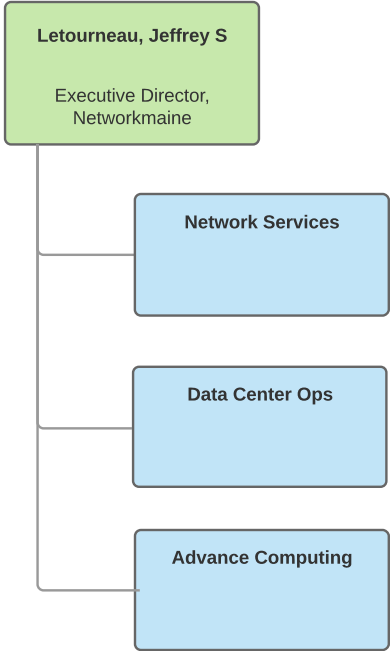 Letourneau, Jeffrey S
Executive Director,
Networkmaine
Network Services
Data Center Ops
Advance Computing